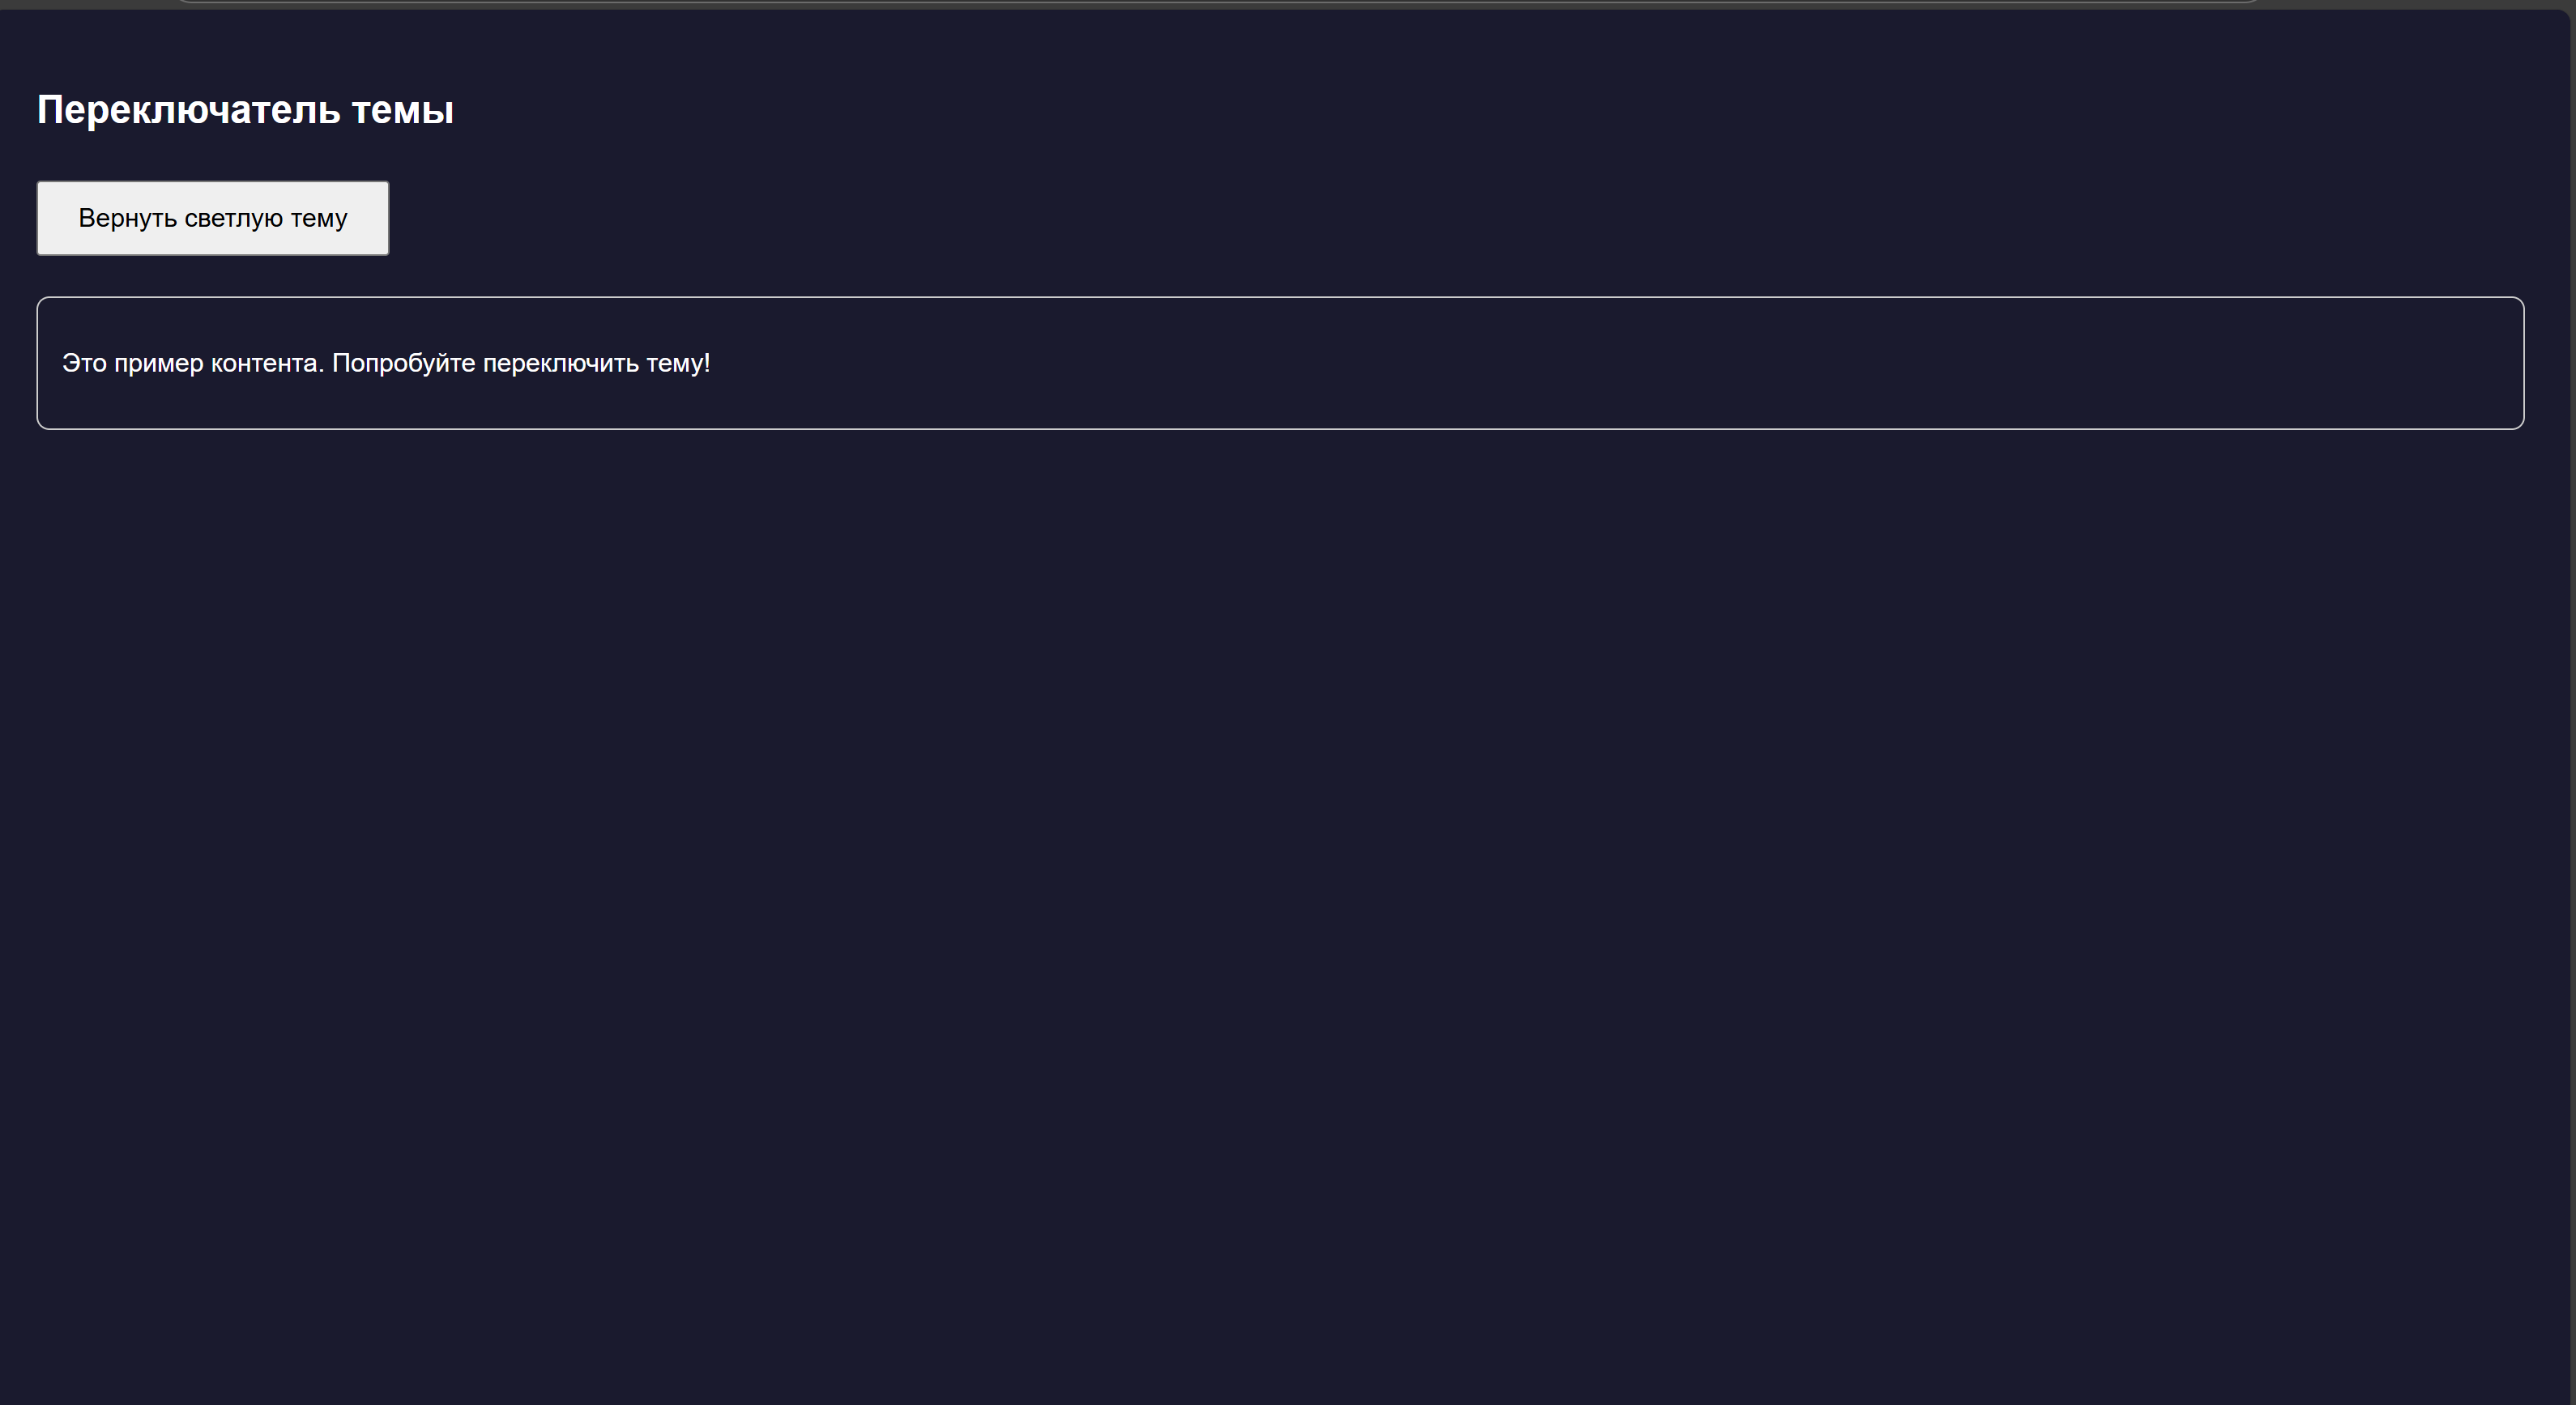 Переключатель темы
Вернуть светлую тему
Это пример контента. Попробуйте переключить тему!